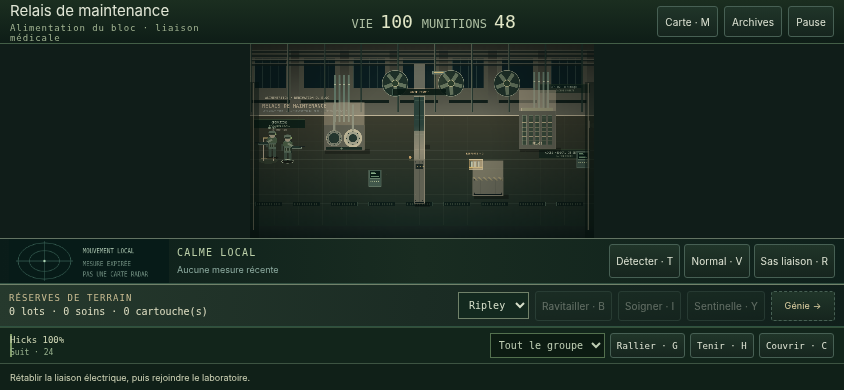 Relais de maintenance
Alimentation du bloc · liaison
médicale
VIE 100 MUNITIONS 48
Carte · M
Archives
Pause
RELAIS DE MAINTENANCE
MOUVEMENT LOCAL
MESURE EXPIRÉE
PAS UNE CARTE RADAR
CALME LOCAL
Aucune mesure récente
Détecter · T
Normal · V
Sas liaison · R
RÉSERVES DE TERRAIN
0 lots · 0 soins · 0 cartouche(s)
Ripley
Ravitailler · B
Soigner · I
Sentinelle · Y
Génie →
Hicks 100%
Suit · 24
Tout le groupe
Rallier · G
Tenir · H
Couvrir · C
Rétablir la liaison électrique, puis rejoindre le laboratoire.